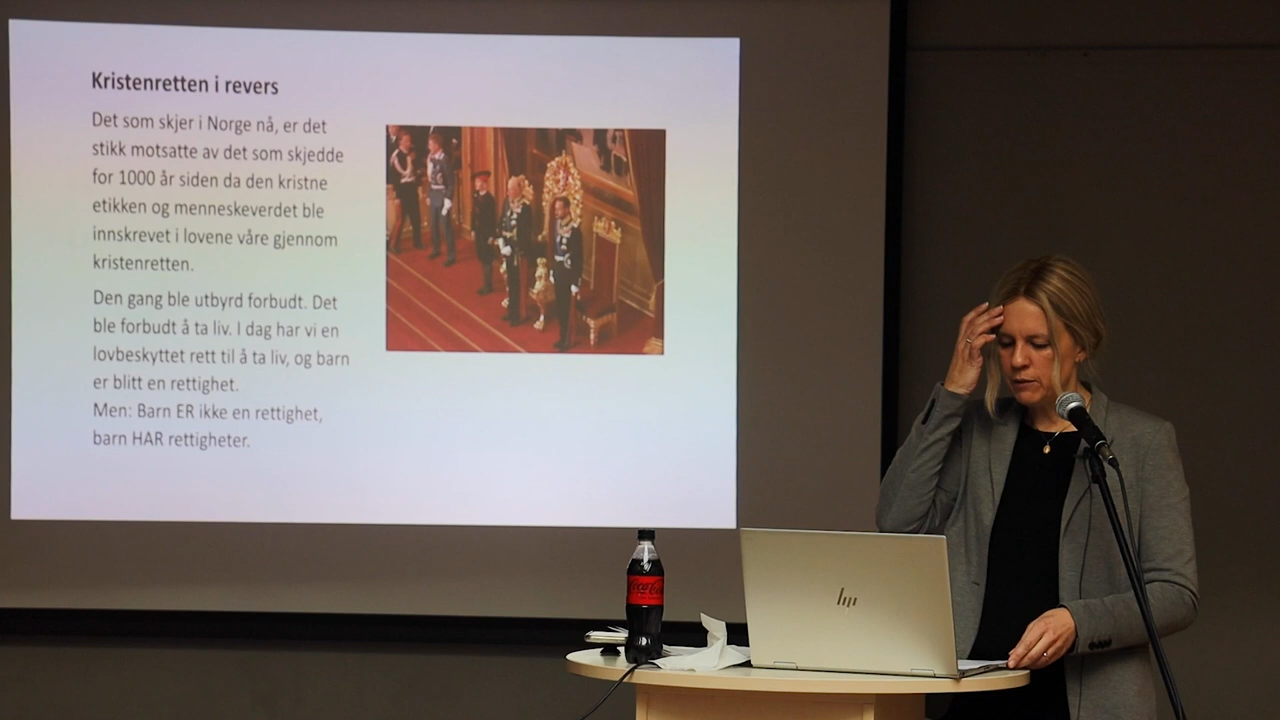 Kristenretten i revers
Det som skjer i Norge nå, er det
stikk motsatte av det som skjedde
for 1000 år siden da den kristne
etikken og menneskeverdet ble
innskrevet i lovene våre gjennom
kristenretten.
Den gang ble utbyrd forbudt. Det
ble forbudt å ta liv. I dag har vi en
lovbeskyttet rett til å ta liv, og barn
er blitt en rettighet.
Men: Barn ER ikke en rettighet,
barn HAR rettigheter.
Coca-Cola
hp